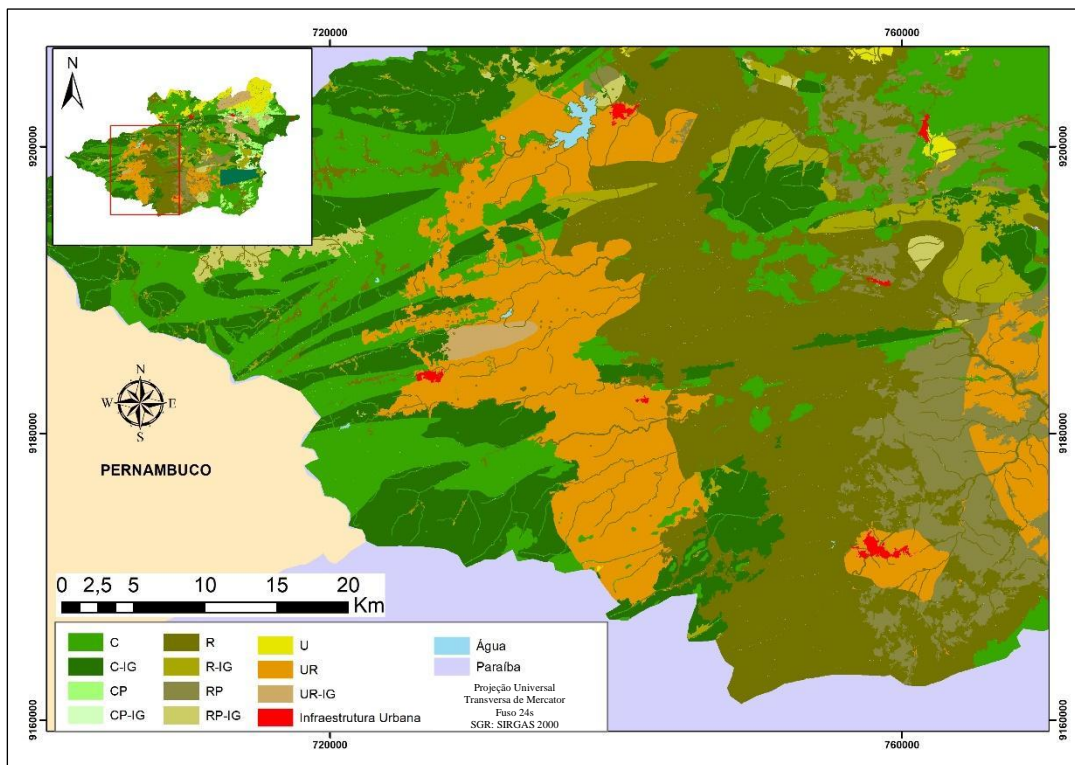 720000
760000
N
9200000
9200000
N
W
E
S
9180000
9180000
PERNAMBUCO
0 2,5 5 10 15 20
Km
C
C-IG
CP
CP-IG
R
R-IG
RP
RP-IG
U
UR
UR-IG
Infraestrutura Urbana
Água
Paraíba
Projeção Universal
Transversa de Mercator
Fuso 24s
SGR: SIRGAS 2000
9160000
9160000
720000
760000